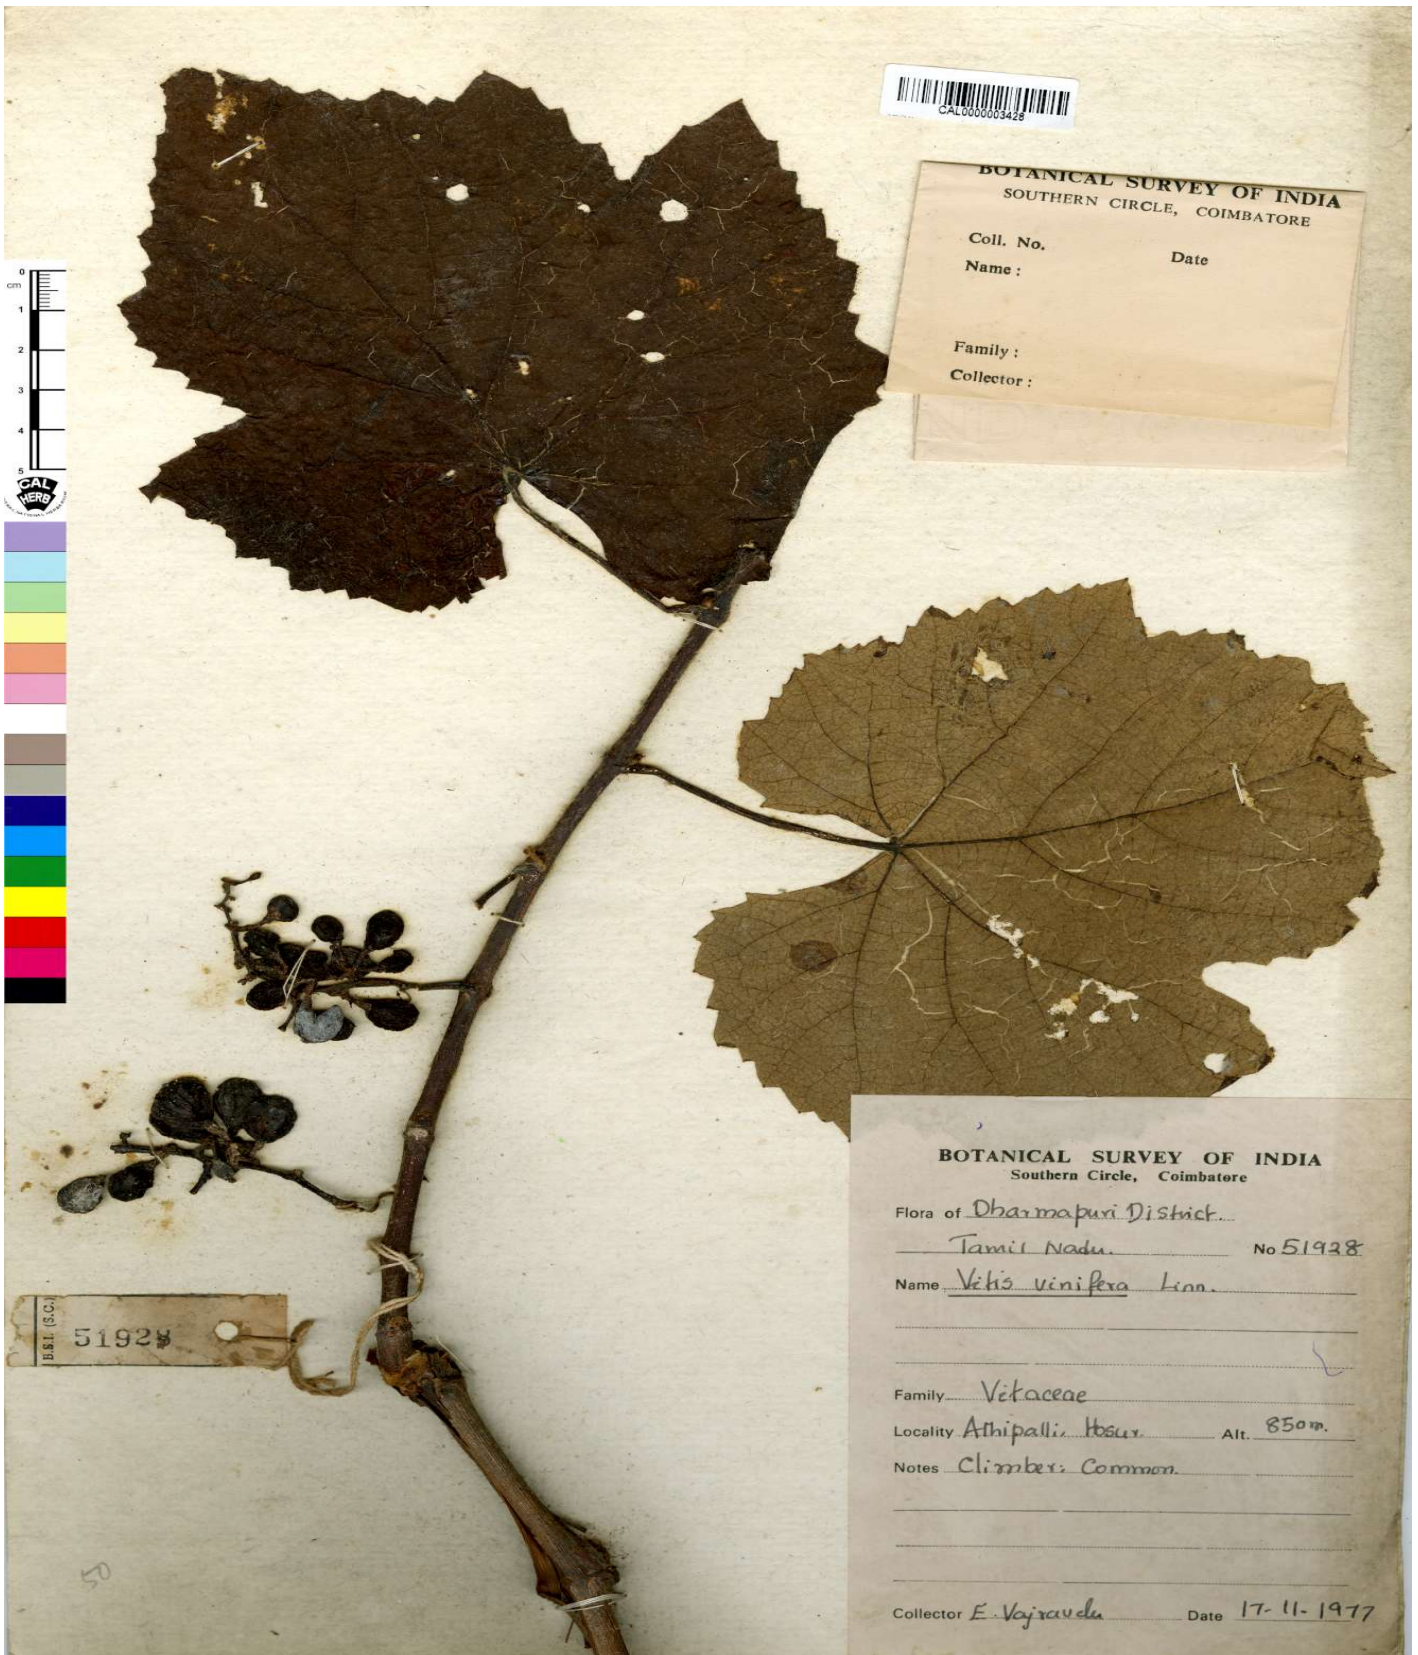 CAL0000003428
BOTANICAL SURVEY OF INDIA
SOUTHERN CIRCLE, COIMBATORE
Coll. No. Date
Name :
Family :
Collector :
0
cm
1
2
3
4
5
CAL
HERB
BOTANICAL SURVEY OF INDIA
Southern Circle, Coimbatore
Flora of Dharmapuri District.
Tamil Nadu. No 51928
Name Vitis vinifera Linn.
Family Vitaceae
Locality Athipalli, Hosur. Alt. 850m.
Notes Climber: Common.
Collector E. Vajravelu Date 17-11-1977
B.S.I. (S.C.)
51928
50